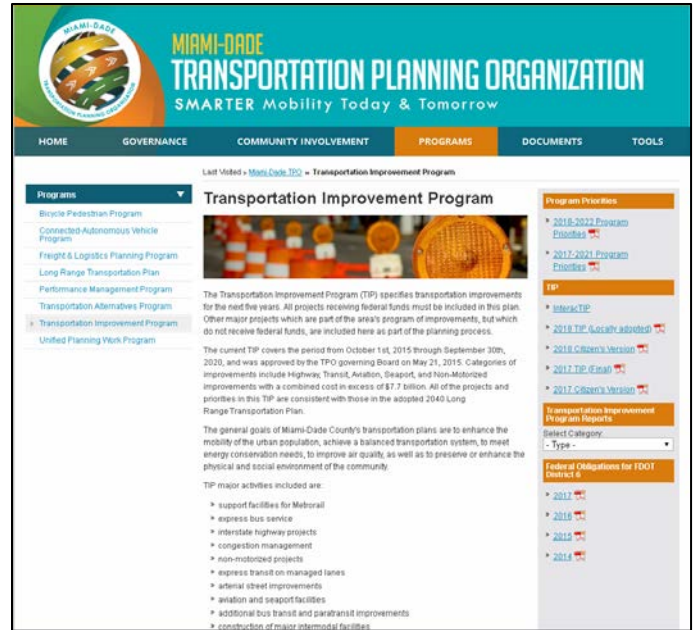 MIAMI-DADE
TRANSPORTATION PLANNING ORGANIZATION
MIAMI-DADE
TRANSPORTATION PLANNING ORGANIZATION
SMARTER Mobility Today & Tomorrow
HOME GOVERNANCE COMMUNITY INVOLVEMENT PROGRAMS DOCUMENTS TOOLS
Last Visited » Miami-Dade TPO » Transportation Improvement Program
Programs
Bicycle Pedestrian Program
Connected-Autonomous Vehicle
Program
Freight & Logistics Planning Program
Long Range Transportation Plan
Performance Management Program
Transportation Alternatives Program
Transportation Improvement Program
Unified Planning Work Program
Transportation Improvement Program
The Transportation Improvement Program (TIP) specifies transportation improvements
for the next five years. All projects receiving federal funds must be included in this plan.
Other major projects which are part of the area's program of improvements, but which
do not receive federal funds, are included here as part of the planning process.
The current TIP covers the period from October 1st, 2015 through September 30th,
2020, and was approved by the TPO governing Board on May 21, 2015. Categories of
improvements include Highway, Transit, Aviation, Seaport, and Non-Motorized
improvements with a combined cost in excess of $7.7 billion. All of the projects and
priorities in this TIP are consistent with those in the adopted 2040 Long
Range Transportation Plan.
The general goals of Miami-Dade County's transportation plans are to enhance the
mobility of the urban population, achieve a balanced transportation system, to meet
energy conservation needs, to improve air quality, as well as to preserve or enhance the
physical and social environment of the community.
TIP major activities included are:
support facilities for Metrorail
express bus service
interstate highway projects
congestion management
non-motorized projects
express transit on managed lanes
arterial street improvements
aviation and seaport facilities
additional bus transit and paratransit improvements
construction of major intermodal facilities
Program Priorities
2018-2022 Program
Priorities
2017-2021 Program
Priorities
TIP
InteracTIP
2018 TIP (Locally adopted)
2018 Citizen's Version
2017 TIP (Final)
2017 Citizen's Version
Transportation Improvement
Program Reports
Select Category:
- Type -
Federal Obligations for FDOT
District 6
2017
2016
2015
2014